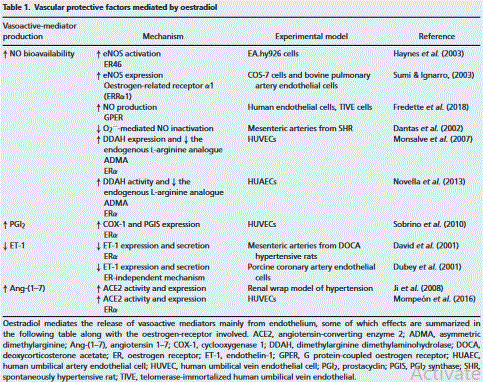 Table 1. Vascular protective factors mediated by oestradiol
Vasoactive-mediator
production Mechanism Experimental model Reference
↑ NO bioavailability ↑ eNOS activation EA.hy926 cells Haynes et al. (2003)
ER46
↑ eNOS expression COS-7 cells and bovine pulmonary Sumi & Ignarro, (2003)
Oestrogen-related receptor α1 artery endothelial cells
(ERRα1)
↑ NO production Human endothelial cells, TIVE cells Fredette et al. (2018)
GPER
↓ O₂⁻-mediated NO inactivation Mesenteric arteries from SHR Dantas et al. (2002)
↑ DDAH expression and ↓ the HUVECs Monsalve et al. (2007)
endogenous L-arginine analogue
ADMA
ERα
↑ DDAH activity and ↓ the HUAECs Novella et al. (2013)
endogenous L-arginine analogue
ADMA
ERα
↑ PGI₂ ↑ COX-1 and PGIS expression HUVECs Sobrino et al. (2010)
ERα
↓ ET-1 ↓ ET-1 expression and secretion Mesenteric arteries from DOCA David et al. (2001)
ERα hypertensive rats
↓ ET-1 expression and secretion Porcine coronary artery endothelial Dubey et al. (2001)
ER-independent mechanism cells
↑ Ang-(1–7) ↑ ACE2 activity and expression Renal wrap model of hypertension Ji et al. (2008)
↑ ACE2 activity and expression HUVECs Mompeón et al. (2016)
ERα
Oestradiol mediates the release of vasoactive mediators mainly from endothelium, some of which effects are summarized in
the following table along with the oestrogen-receptor involved. ACE2, angiotensin-converting enzyme 2; ADMA, asymmetric
dimethylarginine; Ang-(1–7), angiotensin 1–7; COX-1, cyclooxygenase 1; DDAH, dimethylarginine dimethylaminohydrolase; DOCA,
deoxycorticosterone acetate; ER, oestrogen receptor; ET-1, endothelin-1; GPER, G protein-coupled oestrogen receptor; HUAEC,
human umbilical artery endothelial cell; HUVEC, human umbilical vein endothelial cell; PGI₂, prostacyclin; PGIS, PGI₂ synthase; SHR,
spontaneously hypertensive rat; TIVE, telomerase-immortalized human umbilical vein endothelial.
Activate